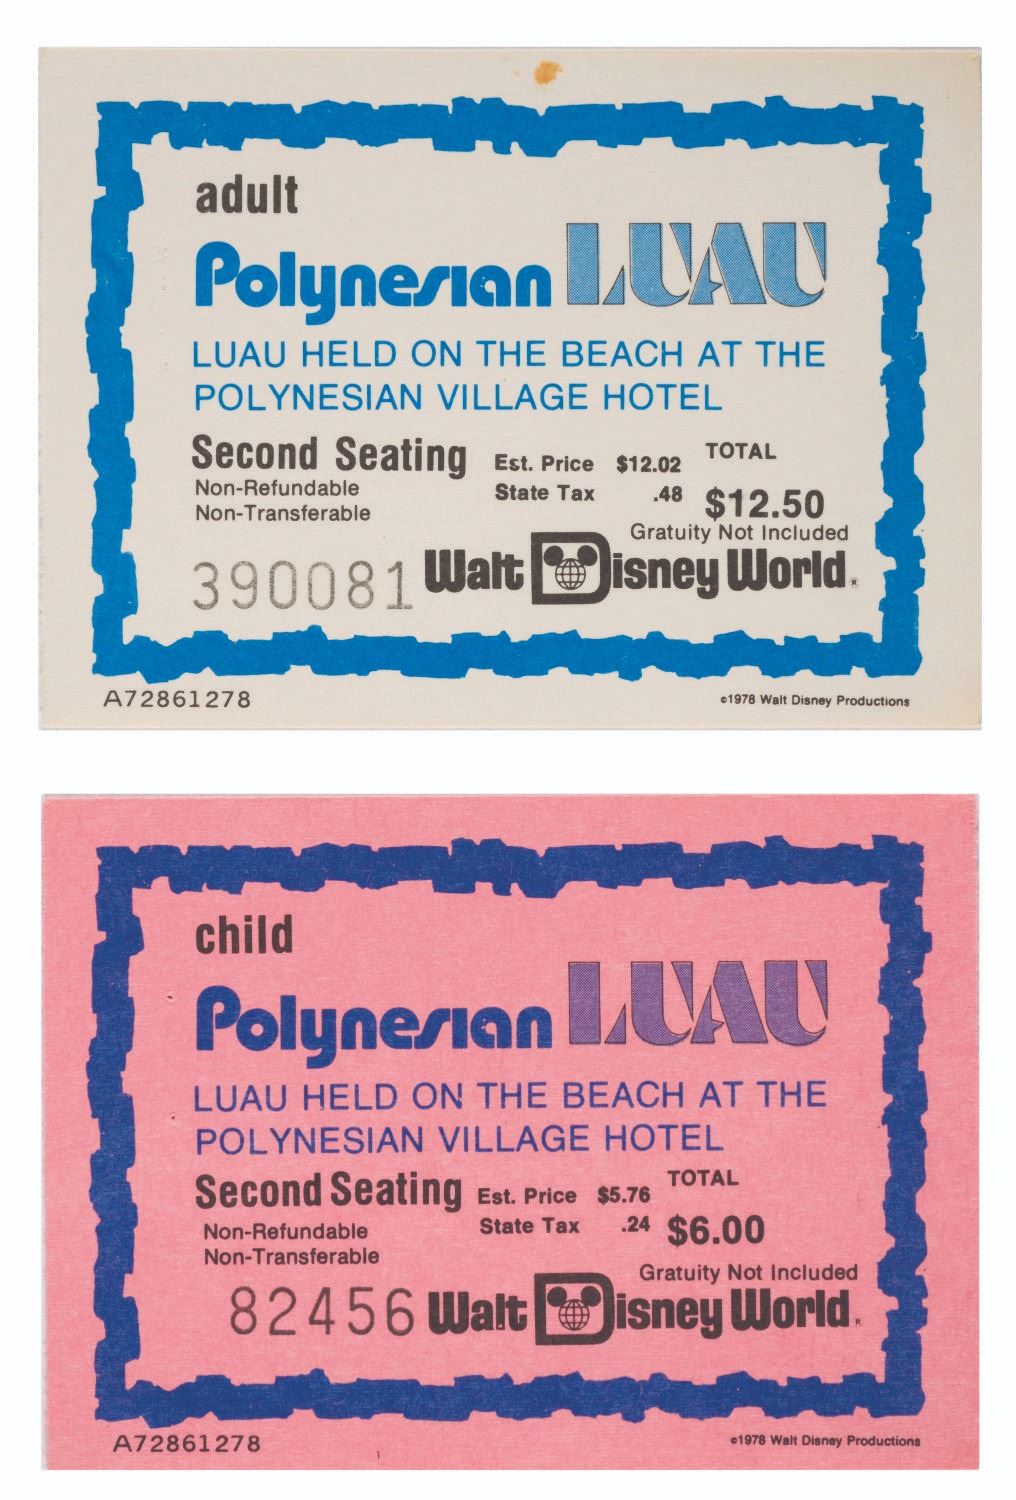 adult
Polynesian LUAU
LUAU HELD ON THE BEACH AT THE
POLYNESIAN VILLAGE HOTEL
Second Seating Est. Price $12.02 TOTAL
Non-Refundable State Tax .48 $12.50
Non-Transferable
Gratuity Not Included
390081 Walt Disney World®
A72861278 ©1978 Walt Disney Productions
child
Polynesian LUAU
LUAU HELD ON THE BEACH AT THE
POLYNESIAN VILLAGE HOTEL
Second Seating Est. Price $5.76 TOTAL
Non-Refundable State Tax .24 $6.00
Non-Transferable
Gratuity Not Included
82456 Walt Disney World®
A72861278 ©1978 Walt Disney Productions